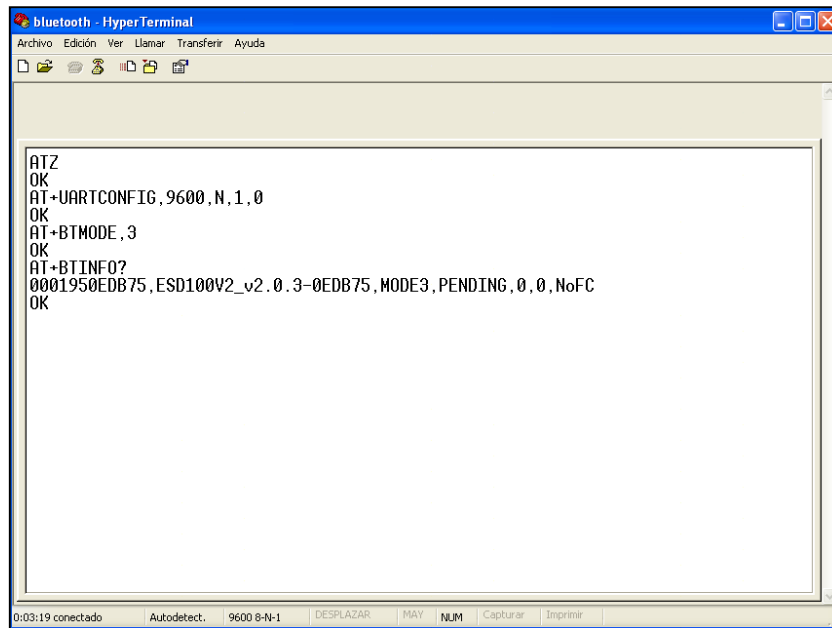 bluetooth - HyperTerminal
Archivo Edición Ver Llamar Transferir Ayuda
ATZ
OK
AT+UARTCONFIG,9600,N,1,0
OK
AT+BTMODE,3
OK
AT+BTINFO?
0001950EDB75,ESD100V2_v2.0.3-0EDB75,MODE3,PENDING,0,0,NoFC
OK
0:03:19 conectado Autodetect. 9600 8-N-1 DESPLAZAR MAY NUM Capturar Imprimir